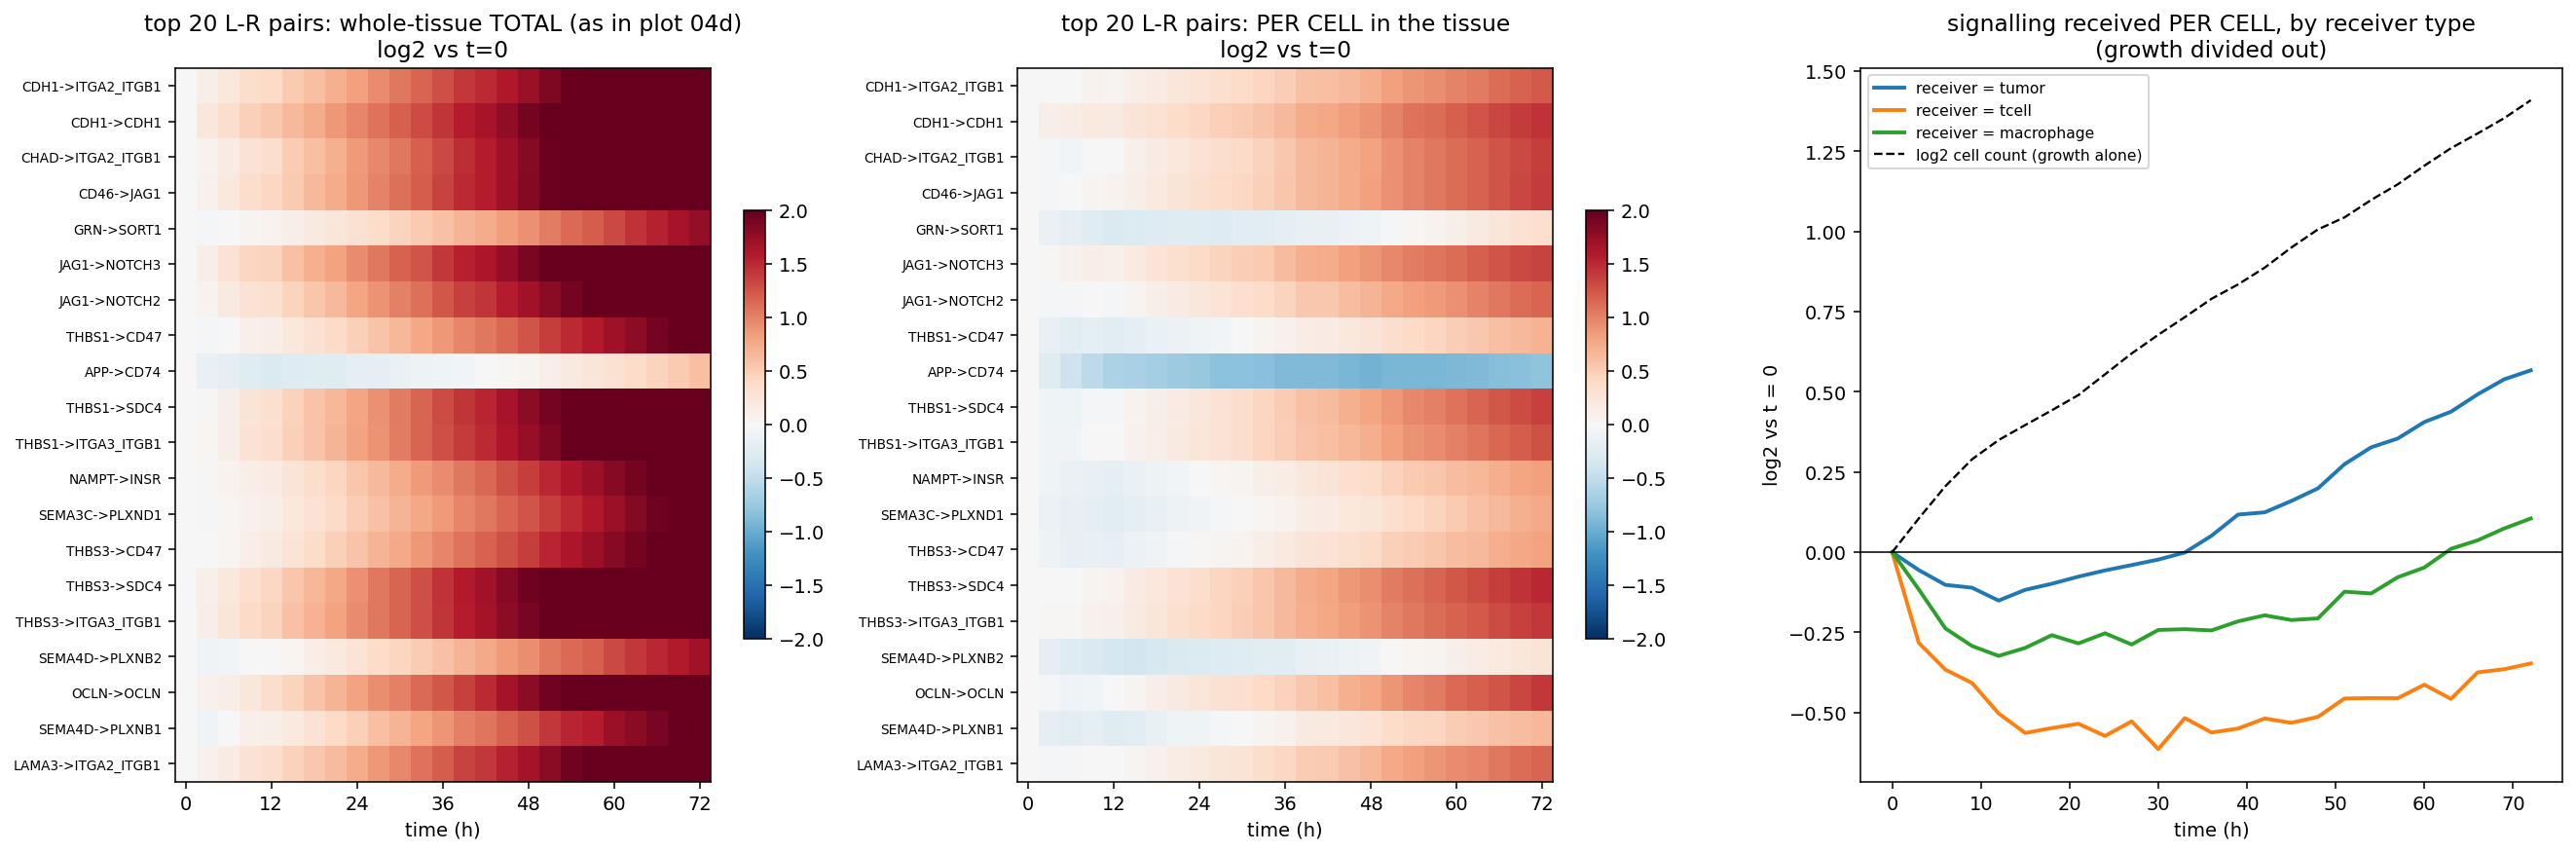 top 20 L-R pairs: whole-tissue TOTAL (as in plot 04d)
log2 vs t=0
CDH1->ITGA2_ITGB1
CDH1->CDH1
CHAD->ITGA2_ITGB1
CD46->JAG1
GRN->SORT1
JAG1->NOTCH3
JAG1->NOTCH2
THBS1->CD47
APP->CD74
THBS1->SDC4
THBS1->ITGA3_ITGB1
NAMPT->INSR
SEMA3C->PLXND1
THBS3->CD47
THBS3->SDC4
THBS3->ITGA3_ITGB1
SEMA4D->PLXNB2
OCLN->OCLN
SEMA4D->PLXNB1
LAMA3->ITGA2_ITGB1
0 12 24 36 48 60 72
time (h)
2.0
1.5
1.0
0.5
0.0
−0.5
−1.0
−1.5
−2.0
top 20 L-R pairs: PER CELL in the tissue
log2 vs t=0
CDH1->ITGA2_ITGB1
CDH1->CDH1
CHAD->ITGA2_ITGB1
CD46->JAG1
GRN->SORT1
JAG1->NOTCH3
JAG1->NOTCH2
THBS1->CD47
APP->CD74
THBS1->SDC4
THBS1->ITGA3_ITGB1
NAMPT->INSR
SEMA3C->PLXND1
THBS3->CD47
THBS3->SDC4
THBS3->ITGA3_ITGB1
SEMA4D->PLXNB2
OCLN->OCLN
SEMA4D->PLXNB1
LAMA3->ITGA2_ITGB1
0 12 24 36 48 60 72
time (h)
2.0
1.5
1.0
0.5
0.0
−0.5
−1.0
−1.5
−2.0
signalling received PER CELL, by receiver type
(growth divided out)
receiver = tumor
receiver = tcell
receiver = macrophage
log2 cell count (growth alone)
log2 vs t = 0
1.50
1.25
1.00
0.75
0.50
0.25
0.00
−0.25
−0.50
0 10 20 30 40 50 60 70
time (h)